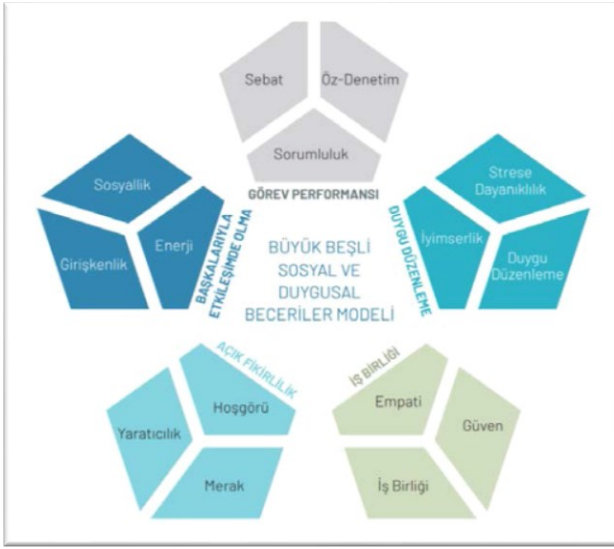 Sebat
Öz-Denetim
Sorumluluk
GÖREV PERFORMANSI
Sosyallik
Girişkenlik
Enerji
BAŞKALARIYLA
ETKİLEŞİMDE OLMA
BÜYÜK BEŞLİ
SOSYAL VE
DUYGUSAL
BECERİLER MODELİ
Strese
Dayanıklılık
İyimserlik
Duygu
Düzenleme
DUYGU DÜZENLEME
AÇIK FİKİRLİLİK
Hoşgörü
Yaratıcılık
Merak
İŞ BİRLİĞİ
Empati
Güven
İş Birliği